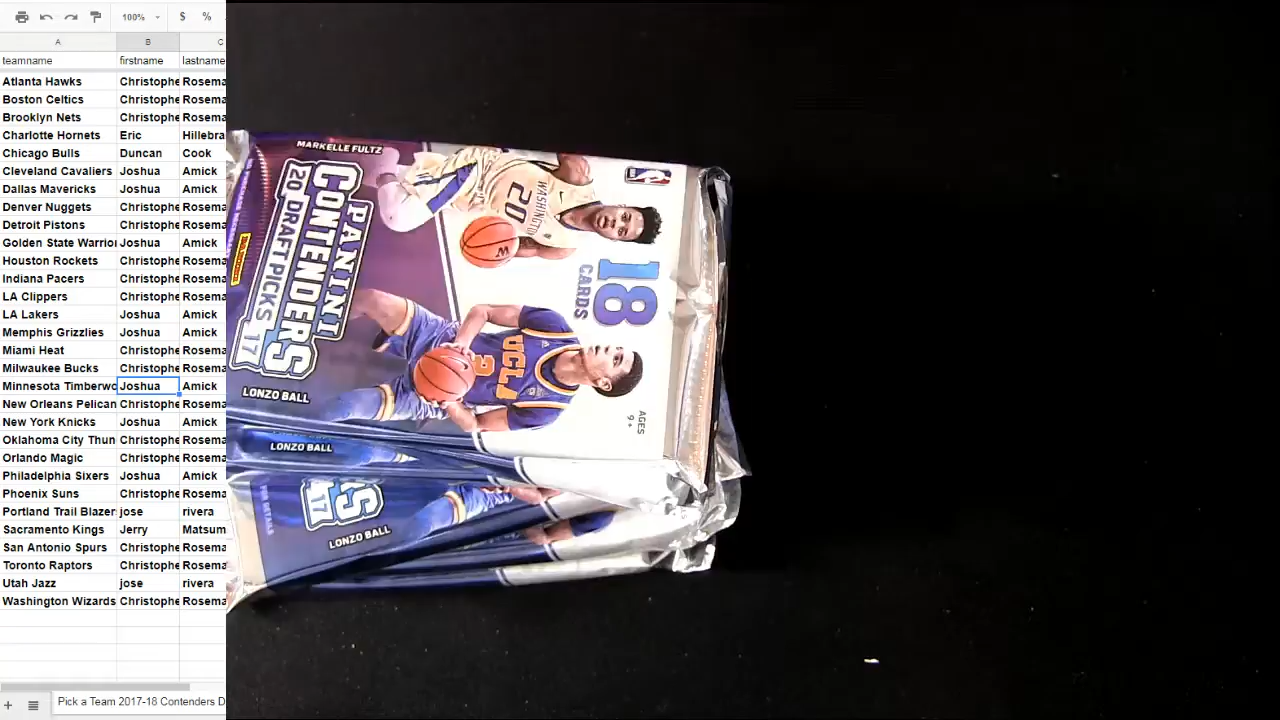 100% $ %
A B C
teamname firstname lastname
Atlanta Hawks Christophe Rosema
Boston Celtics Christophe Rosema
Brooklyn Nets Christophe Rosema
Charlotte Hornets Eric Hillebra
Chicago Bulls Duncan Cook
Cleveland Cavaliers Joshua Amick
Dallas Mavericks Joshua Amick
Denver Nuggets Christophe Rosema
Detroit Pistons Christophe Rosema
Golden State Warrior Joshua Amick
Houston Rockets Christophe Rosema
Indiana Pacers Christophe Rosema
LA Clippers Christophe Rosema
LA Lakers Joshua Amick
Memphis Grizzlies Joshua Amick
Miami Heat Christophe Rosema
Milwaukee Bucks Christophe Rosema
Minnesota Timberwo Joshua Amick
New Orleans Pelican Christophe Rosema
New York Knicks Joshua Amick
Oklahoma City Thun Christophe Rosema
Orlando Magic Christophe Rosema
Philadelphia Sixers Joshua Amick
Phoenix Suns Christophe Rosema
Portland Trail Blazer jose rivera
Sacramento Kings Jerry Matsum
San Antonio Spurs Christophe Rosema
Toronto Raptors Christophe Rosema
Utah Jazz jose rivera
Washington Wizards Christophe Rosema
Pick a Team 2017-18 Contenders D
MARKELLE FULTZ
PANINI
CONTENDERS
20 DRAFT PICKS 17
WASHINGTON
20
NBA
18
CARDS
UCLA
2
LONZO BALL
AGES
9+
LONZO BALL
RS
17
LONZO BALL
FOR DETAILS